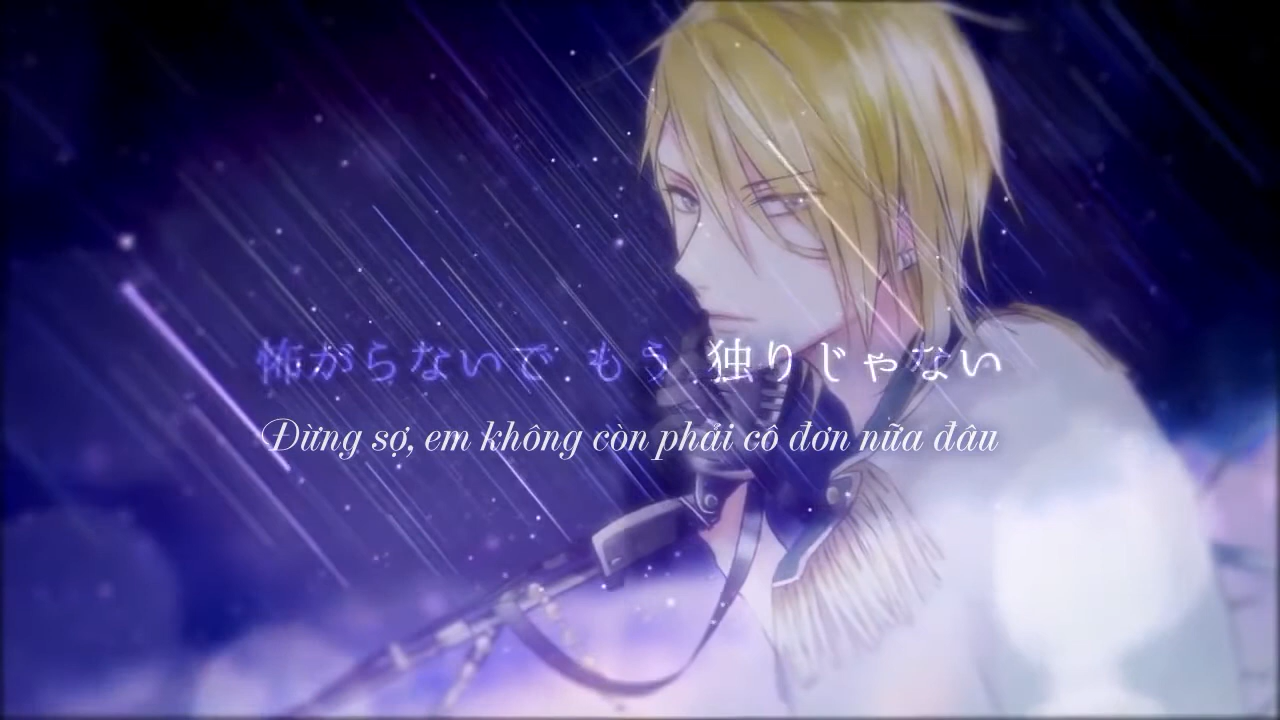 怖がらないで もう 独りじゃない
Đừng sợ, em không còn phải cô đơn nữa đâu